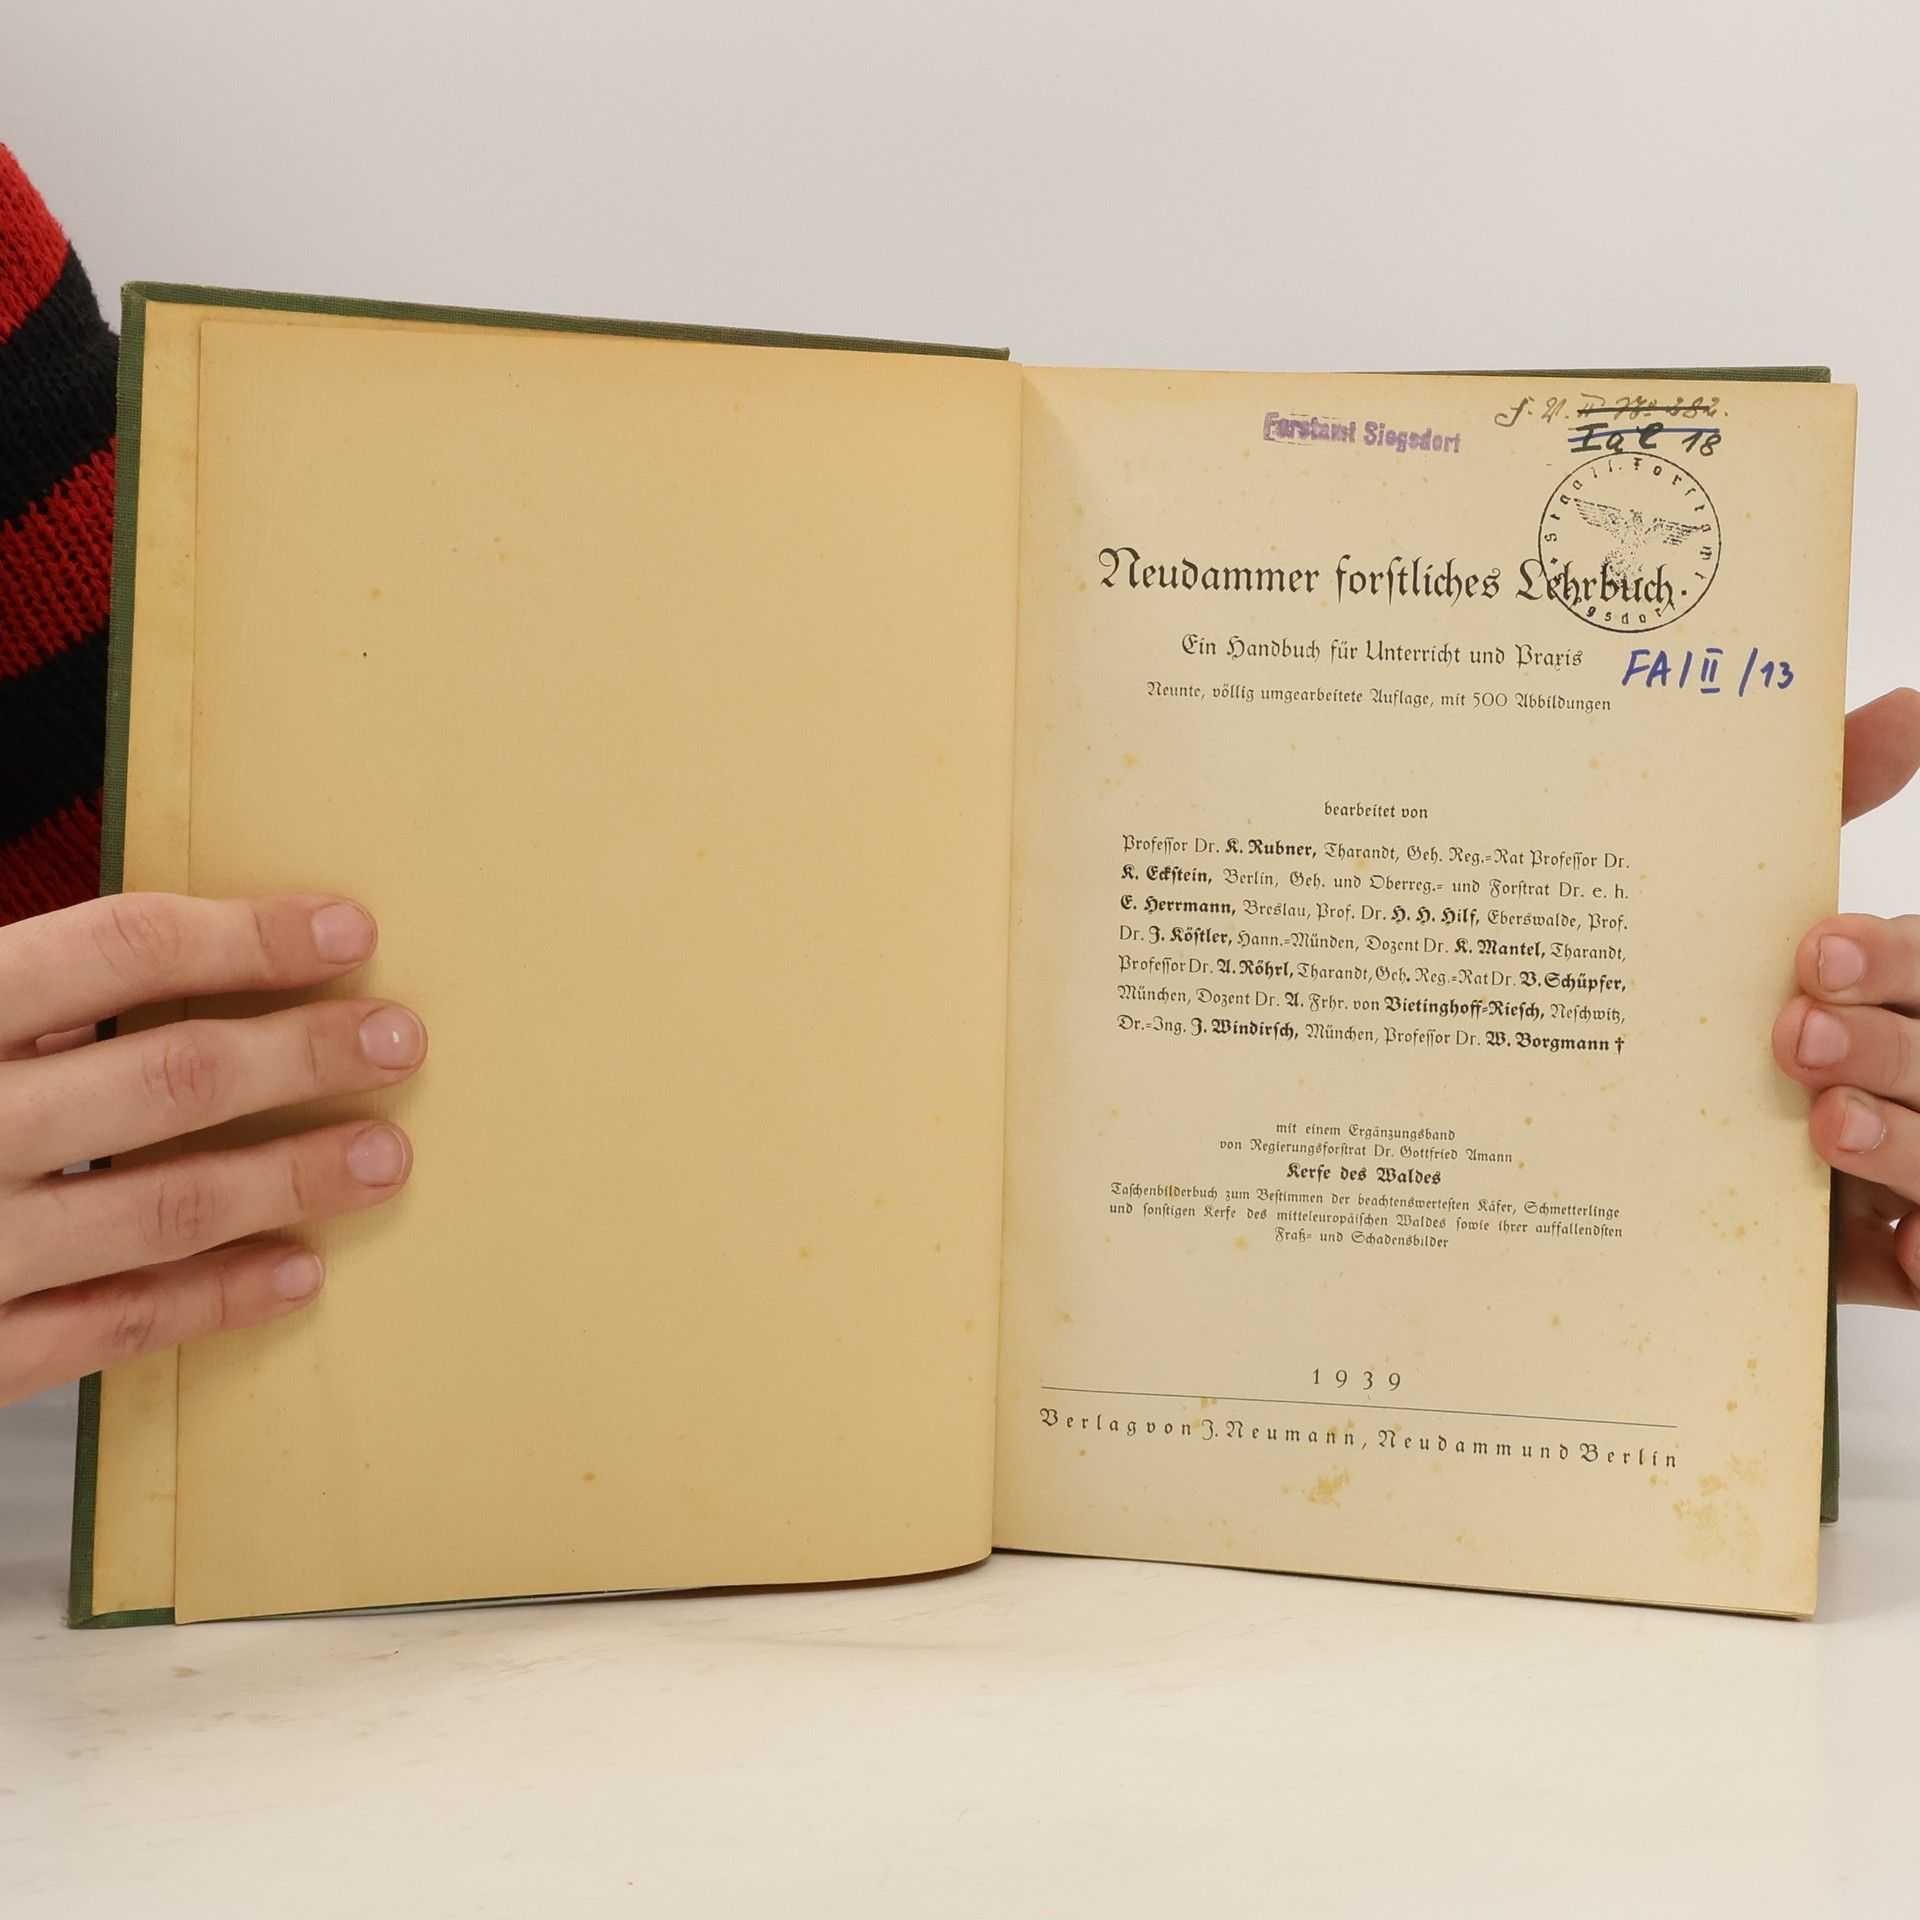 Forstamt Siegsdorf
F. V. II No 282.
I a C 18
Staatl. Forstamt
Neudammer forstliches Lehrbuch.
Ein Handbuch für Unterricht und Praxis
FA/II/13
Neunte, völlig umgearbeitete Auflage, mit 500 Abbildungen
bearbeitet von
Professor Dr. K. Rubner, Tharandt, Geh. Reg.-Rat Professor Dr.
K. Eckstein, Berlin, Geh. und Oberreg.- und Forstrat Dr. e. h.
E. Herrmann, Breslau, Prof. Dr. H. H. Hilf, Eberswalde, Prof.
Dr. J. Köstler, Hann.-Münden, Dozent Dr. K. Mantel, Tharandt,
Professor Dr. A. Röhrl, Tharandt, Geh. Reg.-Rat Dr. V. Schüpfer,
München, Dozent Dr. A. Frhr. von Vietinghoff-Riesch, Neschwitz,
Dr.-Ing. J. Windirsch, München, Professor Dr. W. Borgmann †
mit einem Ergänzungsband
von Regierungsforstrat Dr. Gottfried Amann
Kerfe des Waldes
Taschenbilderbuch zum Bestimmen der beachtenswertesten Käfer, Schmetterlinge
und sonstigen Kerfe des mitteleuropäischen Waldes sowie ihrer auffallendsten
Fraß- und Schadensbilder
1939
Verlag von J. Neumann, Neudamm und Berlin